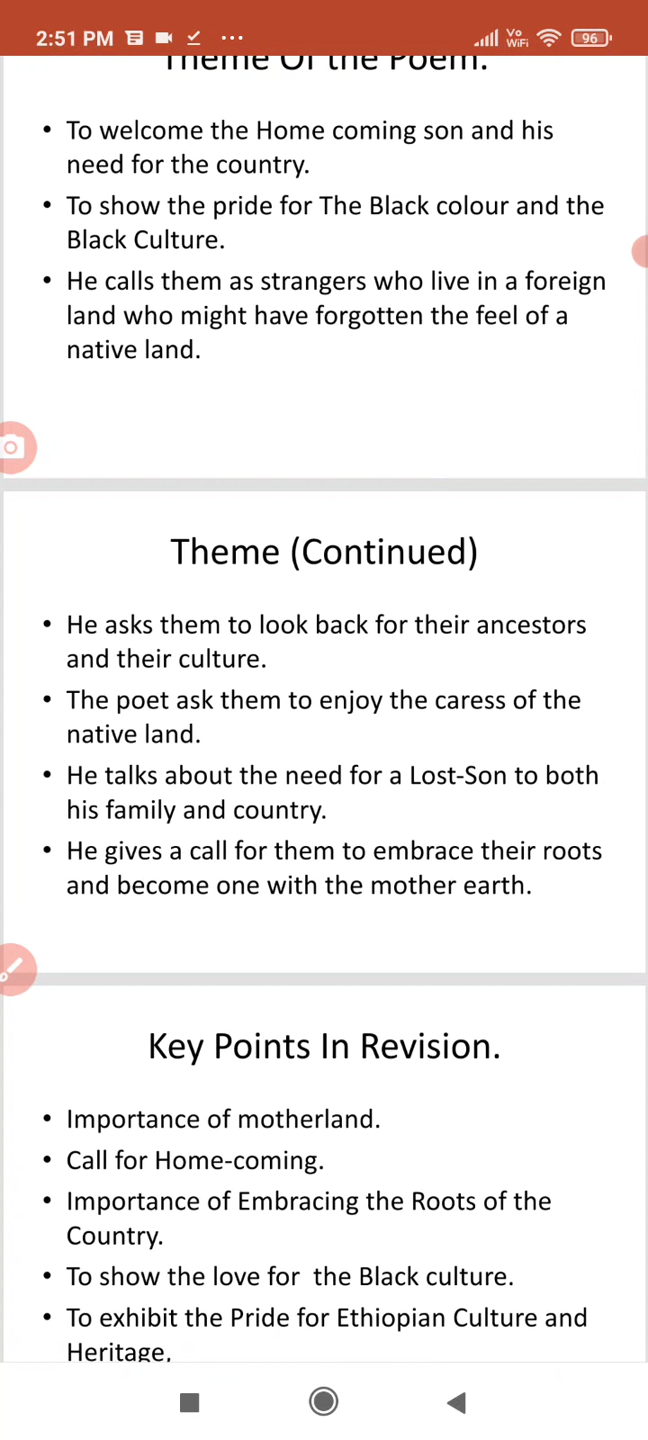 2:51 PM
Vo
WiFi
96
Theme Of the Poem.
• To welcome the Home coming son and his
need for the country.
• To show the pride for The Black colour and the
Black Culture.
• He calls them as strangers who live in a foreign
land who might have forgotten the feel of a
native land.
Theme (Continued)
• He asks them to look back for their ancestors
and their culture.
• The poet ask them to enjoy the caress of the
native land.
• He talks about the need for a Lost-Son to both
his family and country.
• He gives a call for them to embrace their roots
and become one with the mother earth.
Key Points In Revision.
• Importance of motherland.
• Call for Home-coming.
• Importance of Embracing the Roots of the
Country.
• To show the love for  the Black culture.
• To exhibit the Pride for Ethiopian Culture and
Heritage,